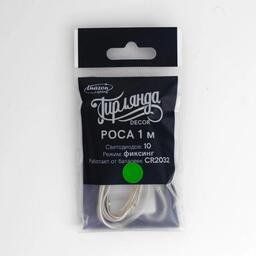 Гирлянда
DECOR
РОСА 1 м
Светодиодов: 10
Режим: фиксинг
Работает от батареек: CR2032